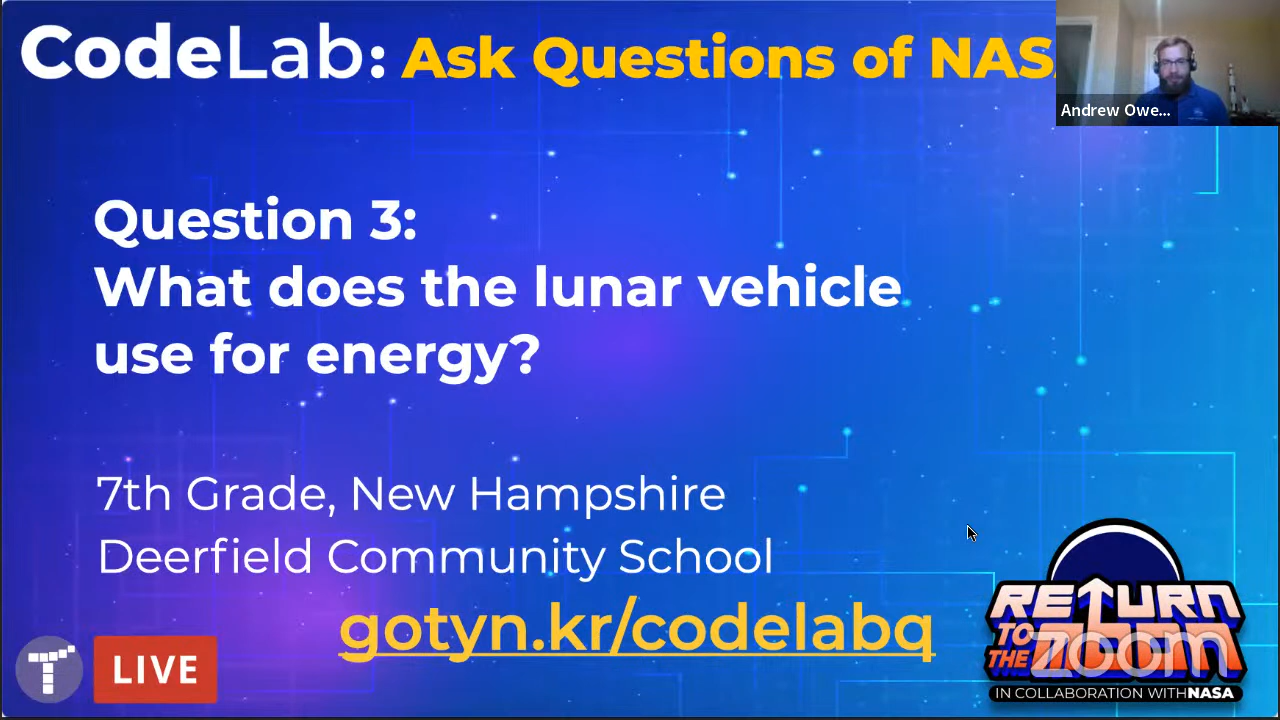 CodeLab: Ask Questions of NAS
Andrew Owe...
Question 3:
What does the lunar vehicle
use for energy?
7th Grade, New Hampshire
Deerfield Community School
gotyn.kr/codelabq
LIVE
RETURN
TO
THE
zoom
IN COLLABORATION WITH NASA